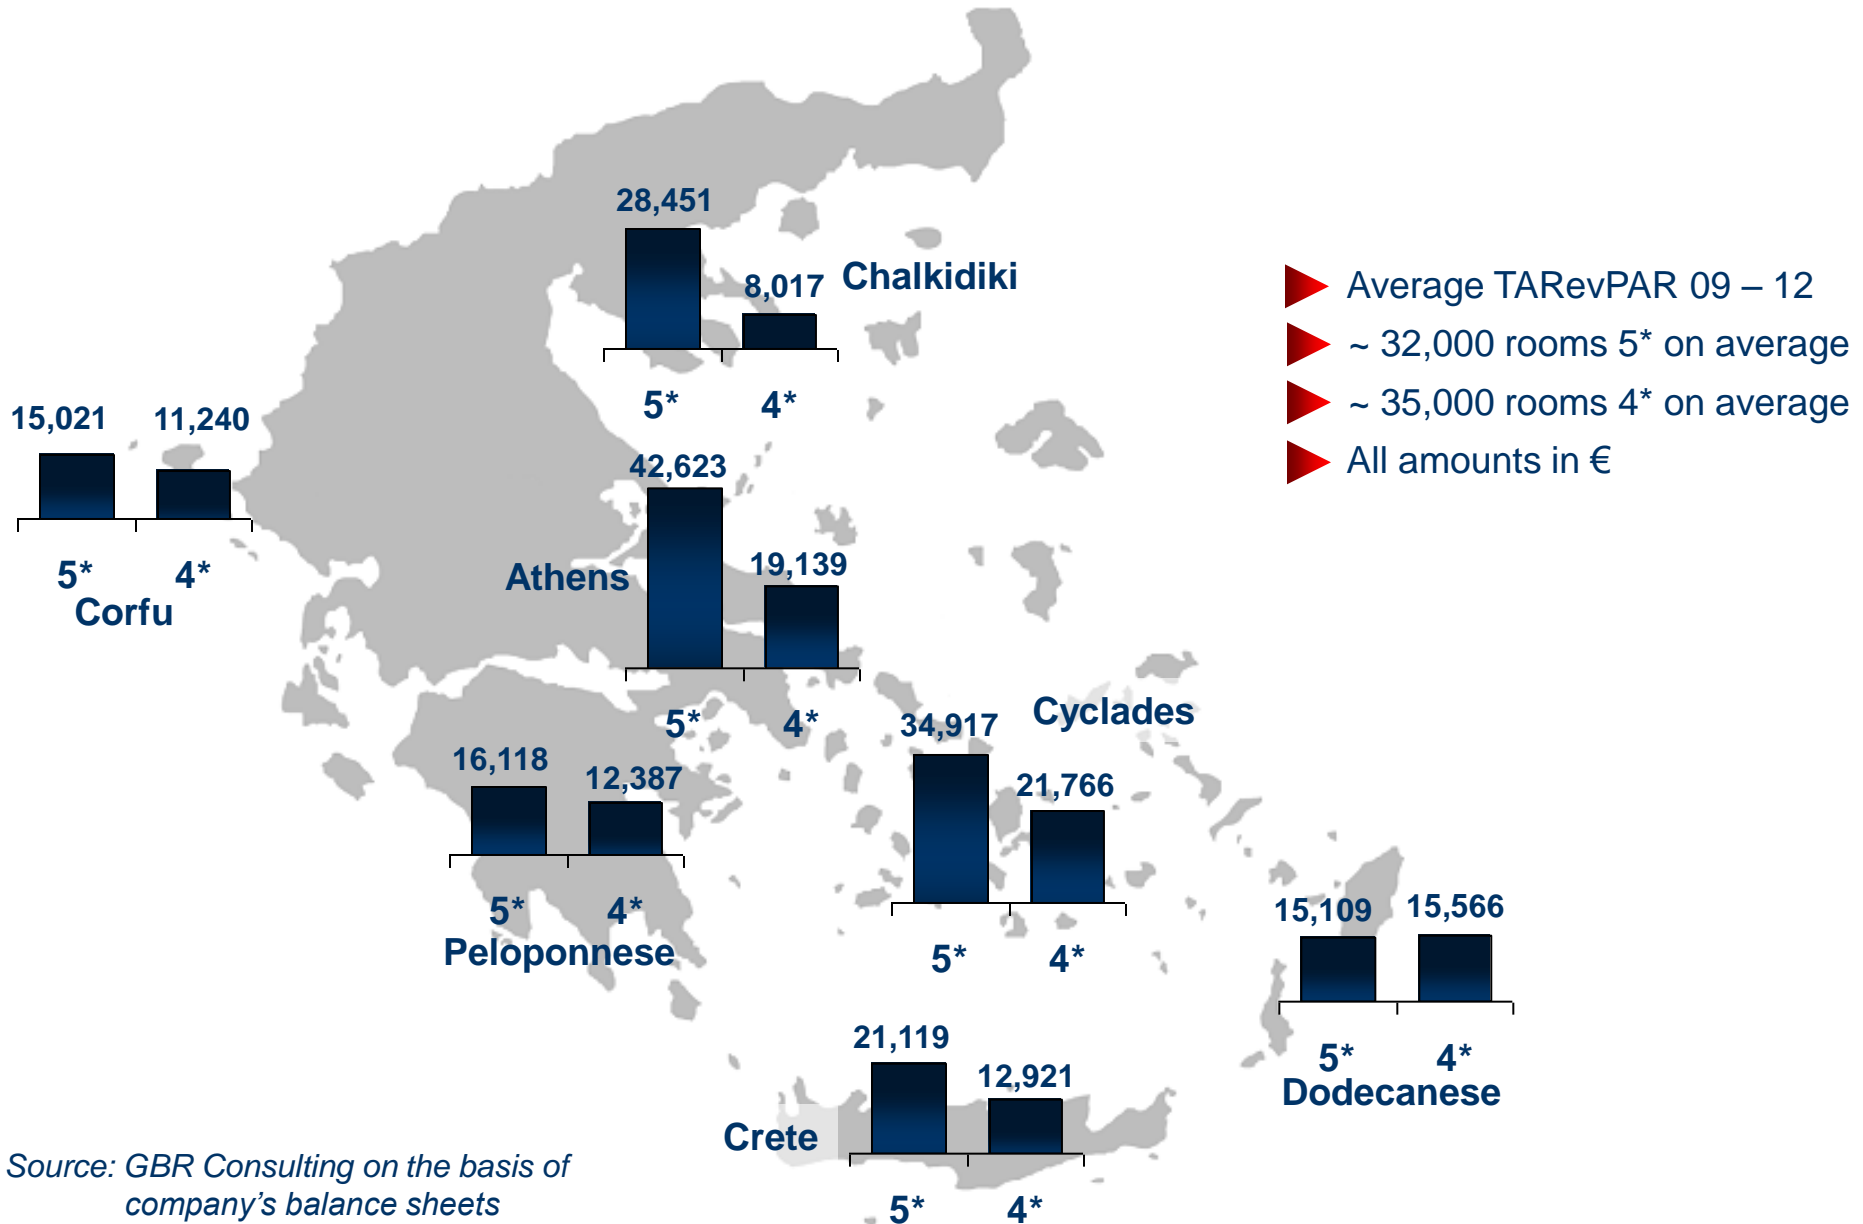 28,451
8,017
Chalkidiki
5* 4*
Average TARevPAR 09 – 12
~ 32,000 rooms 5* on average
~ 35,000 rooms 4* on average
All amounts in €
15,021 11,240
5* 4*
Corfu
42,623
19,139
Athens
5* 4*
Cyclades
34,917
21,766
5* 4*
16,118
12,387
5* 4*
Peloponnese
15,109 15,566
5* 4*
Dodecanese
21,119
12,921
Crete
5* 4*
Source: GBR Consulting on the basis of
company’s balance sheets